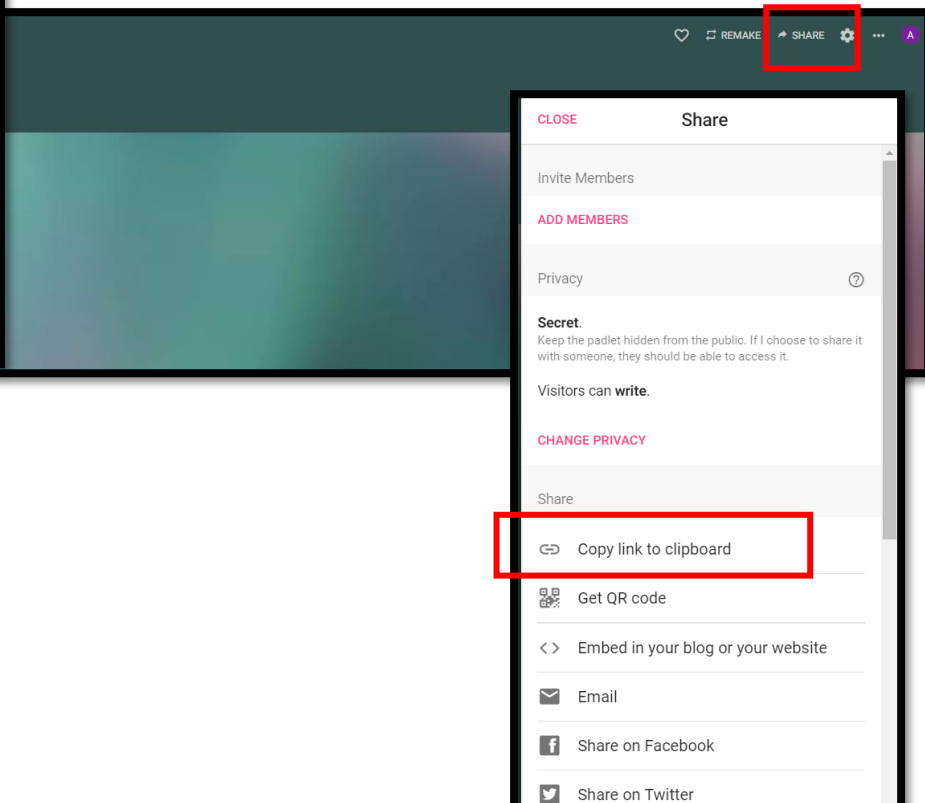 REMAKE SHARE A
CLOSE Share
Invite Members
ADD MEMBERS
Privacy
Secret.
Keep the padlet hidden from the public. If I choose to share it
with someone, they should be able to access it.
Visitors can write.
CHANGE PRIVACY
Share
Copy link to clipboard
Get QR code
Embed in your blog or your website
Email
Share on Facebook
Share on Twitter